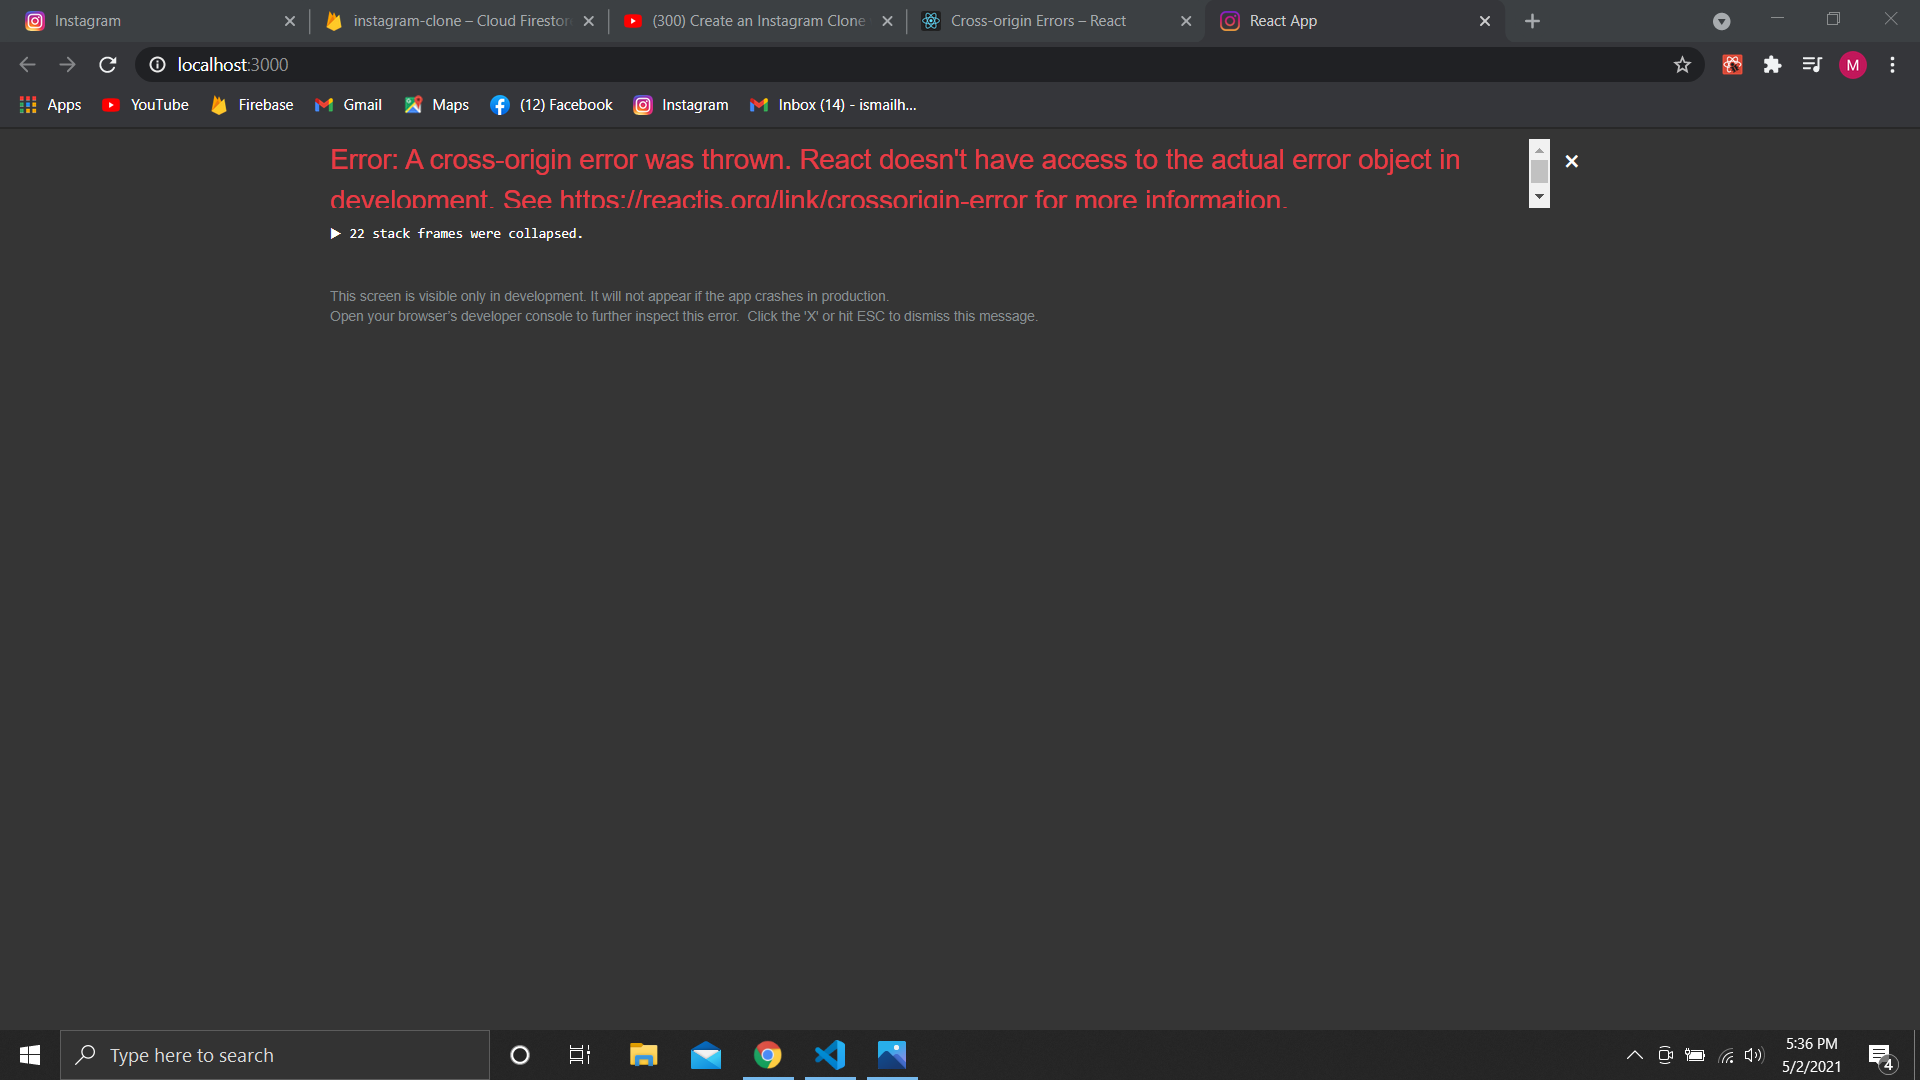 Instagram
instagram-clone – Cloud Firestore
(300) Create an Instagram Clone
Cross-origin Errors – React
React App
localhost:3000
M
Apps
YouTube
Firebase
Gmail
Maps
(12) Facebook
Instagram
Inbox (14) - ismailh...
Error: A cross-origin error was thrown. React doesn't have access to the actual error object in
development. See https://reactjs.org/link/crossorigin-error for more information.
22 stack frames were collapsed.
This screen is visible only in development. It will not appear if the app crashes in production.
Open your browser's developer console to further inspect this error. Click the 'X' or hit ESC to dismiss this message.
Type here to search
5:36 PM
5/2/2021
4